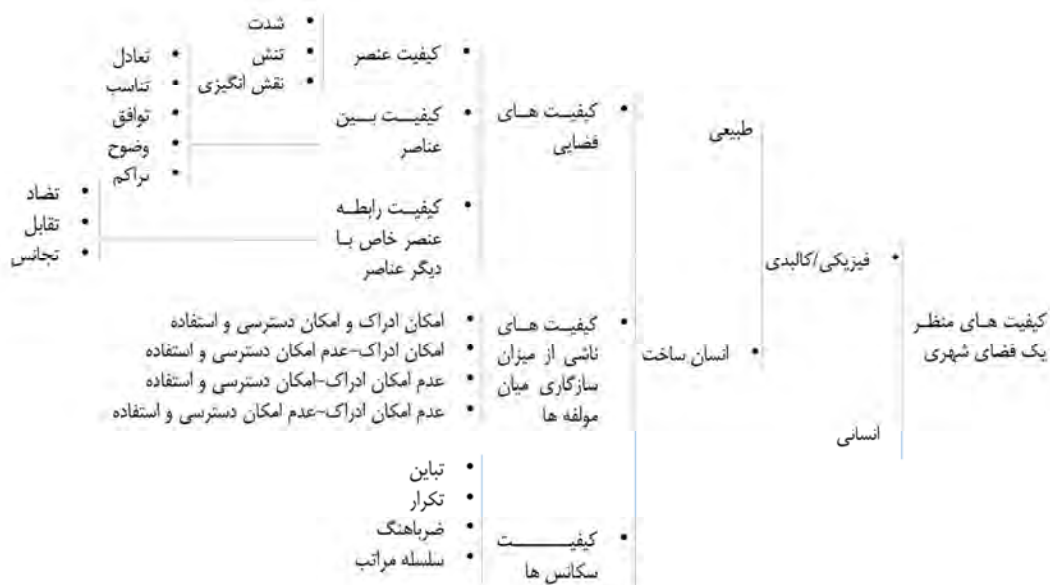 کیفیت های منظر
یک فضای شهری
• فیزیکی/کالبدی
انسانی
طبیعی
• انسان ساخت
• کیفیت های
فضایی
• کیفیت عنصر
• شدت
• تنش
• نقش انگیزی
• کیفیت بین
عناصر
• تعادل
• تناسب
• توافق
• وضوح
• تراکم
• کیفیت رابطه
عنصر خاص با
دیگر عناصر
• تضاد
• تقابل
• تجانس
• کیفیت های
ناشی از میزان
سازگاری میان
مولفه ها
• امکان ادراک و امکان دسترسی و استفاده
• امکان ادراک-عدم امکان دسترسی و استفاده
• عدم امکان ادراک-امکان دسترسی و استفاده
• عدم امکان ادراک-عدم امکان دسترسی و استفاده
• کیفیت
سکانس ها
• تباین
• تکرار
• ضرباهنگ
• سلسله مراتب